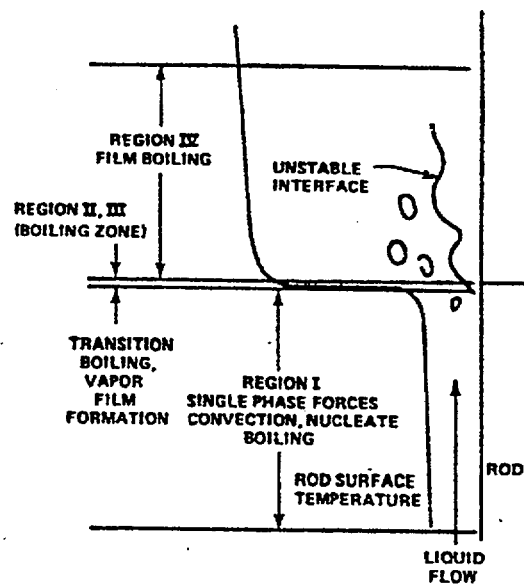 REGION IV
FILM BOILING
UNSTABLE
INTERFACE
REGION II, III
(BOILING ZONE)
TRANSITION
BOILING,
VAPOR
FILM
FORMATION
REGION I
SINGLE PHASE FORCES
CONVECTION, NUCLEATE
BOILING
ROD SURFACE
TEMPERATURE
ROD
LIQUID
FLOW